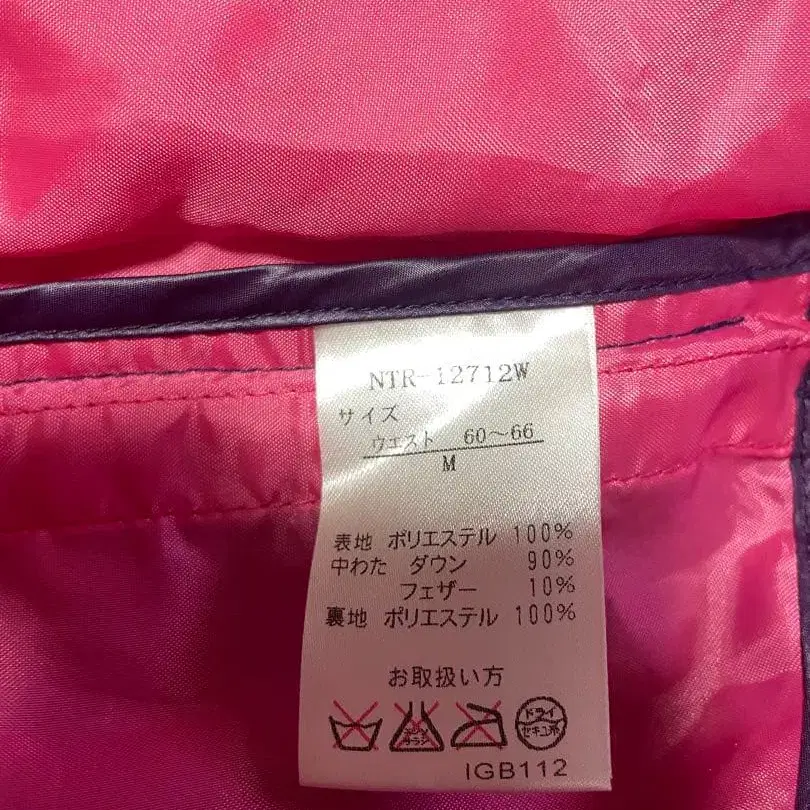 NTR-12712W
サイズ
ウエスト 60～66
M
表地 ポリエステル 100%
中わた ダウン 90%
フェザー 10%
裏地 ポリエステル 100%
お取扱い方
ドライ
セキユ系
IGB112